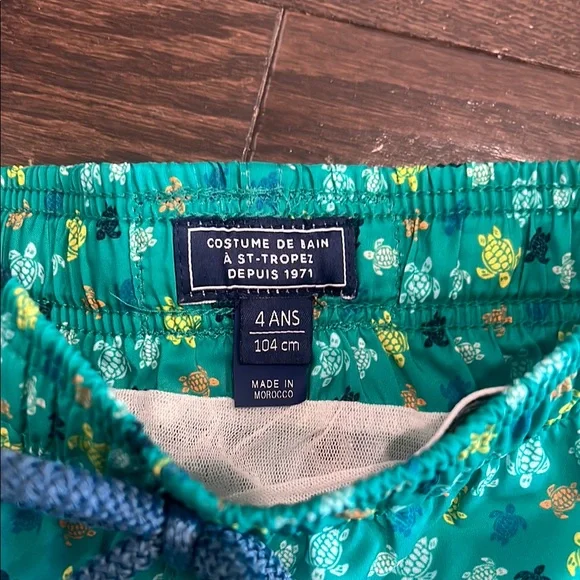 COSTUME DE BAIN
À ST-TROPEZ
DEPUIS 1971
4 ANS
104 cm
MADE IN
MOROCCO